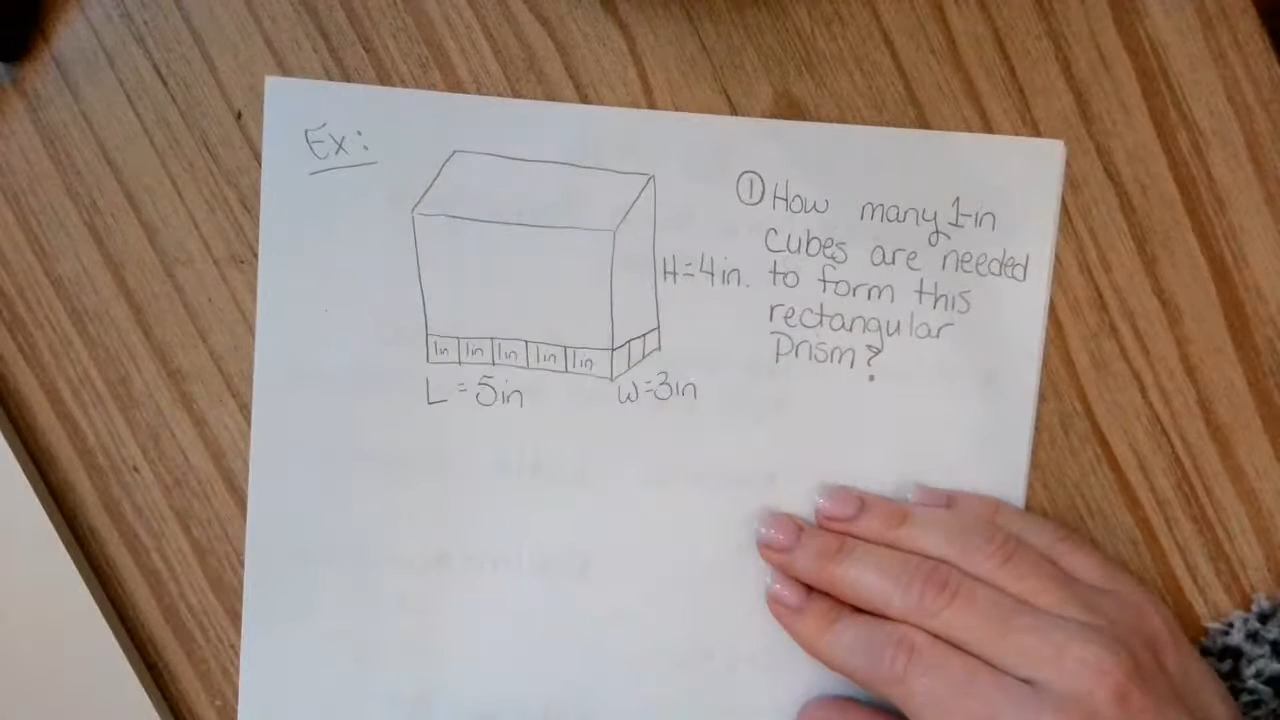 Ex:
① How many 1-in
cubes are needed
to form this
rectangular
Prism?
H=4in.
1in 1in 1in 1in 1in
L=5in
W=3in